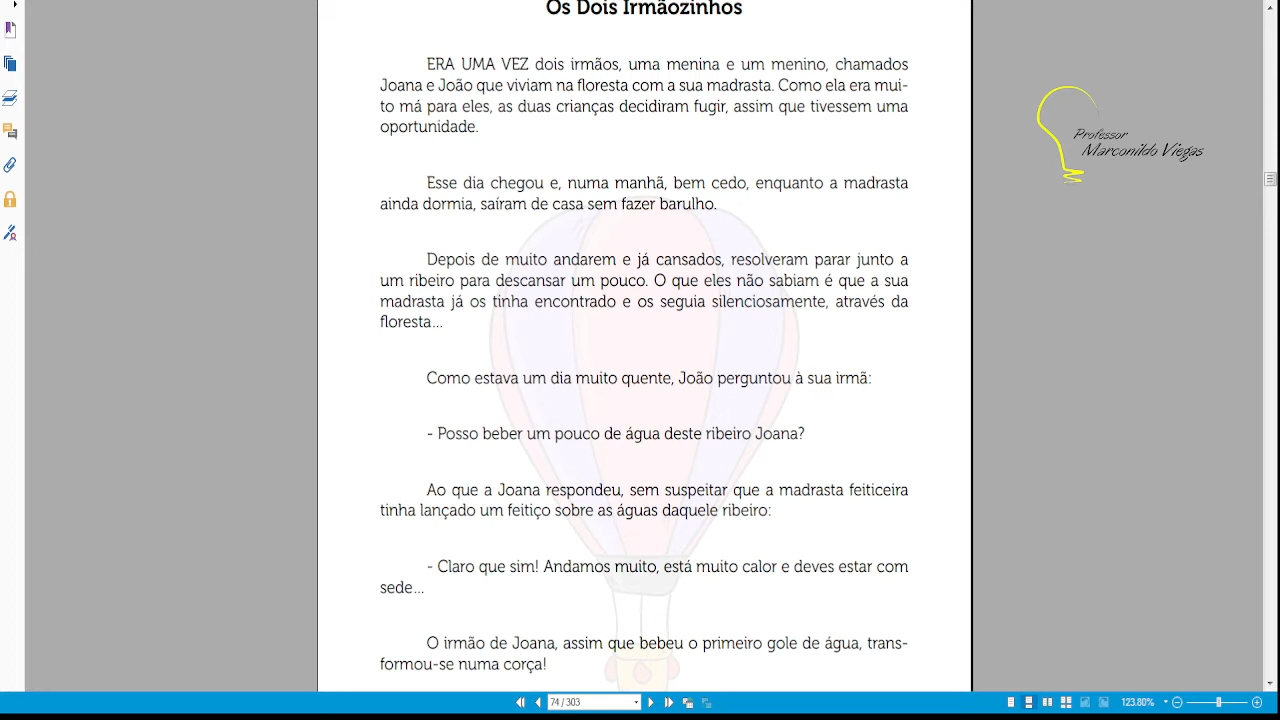 Os Dois Irmãozinhos
ERA UMA VEZ dois irmãos, uma menina e um menino, chamados
Joana e João que viviam na floresta com a sua madrasta. Como ela era mui-
to má para eles, as duas crianças decidiram fugir, assim que tivessem uma
oportunidade.
Esse dia chegou e, numa manhã, bem cedo, enquanto a madrasta
ainda dormia, saíram de casa sem fazer barulho.
Depois de muito andarem e já cansados, resolveram parar junto a
um ribeiro para descansar um pouco. O que eles não sabiam é que a sua
madrasta já os tinha encontrado e os seguia silenciosamente, através da
floresta...
Como estava um dia muito quente, João perguntou à sua irmã:
- Posso beber um pouco de água deste ribeiro Joana?
Ao que a Joana respondeu, sem suspeitar que a madrasta feiticeira
tinha lançado um feitiço sobre as águas daquele ribeiro:
- Claro que sim! Andamos muito, está muito calor e deves estar com
sede...
O irmão de Joana, assim que bebeu o primeiro gole de água, trans-
formou-se numa corça!
Professor
Marconildo Viegas
74 / 303
123.80%